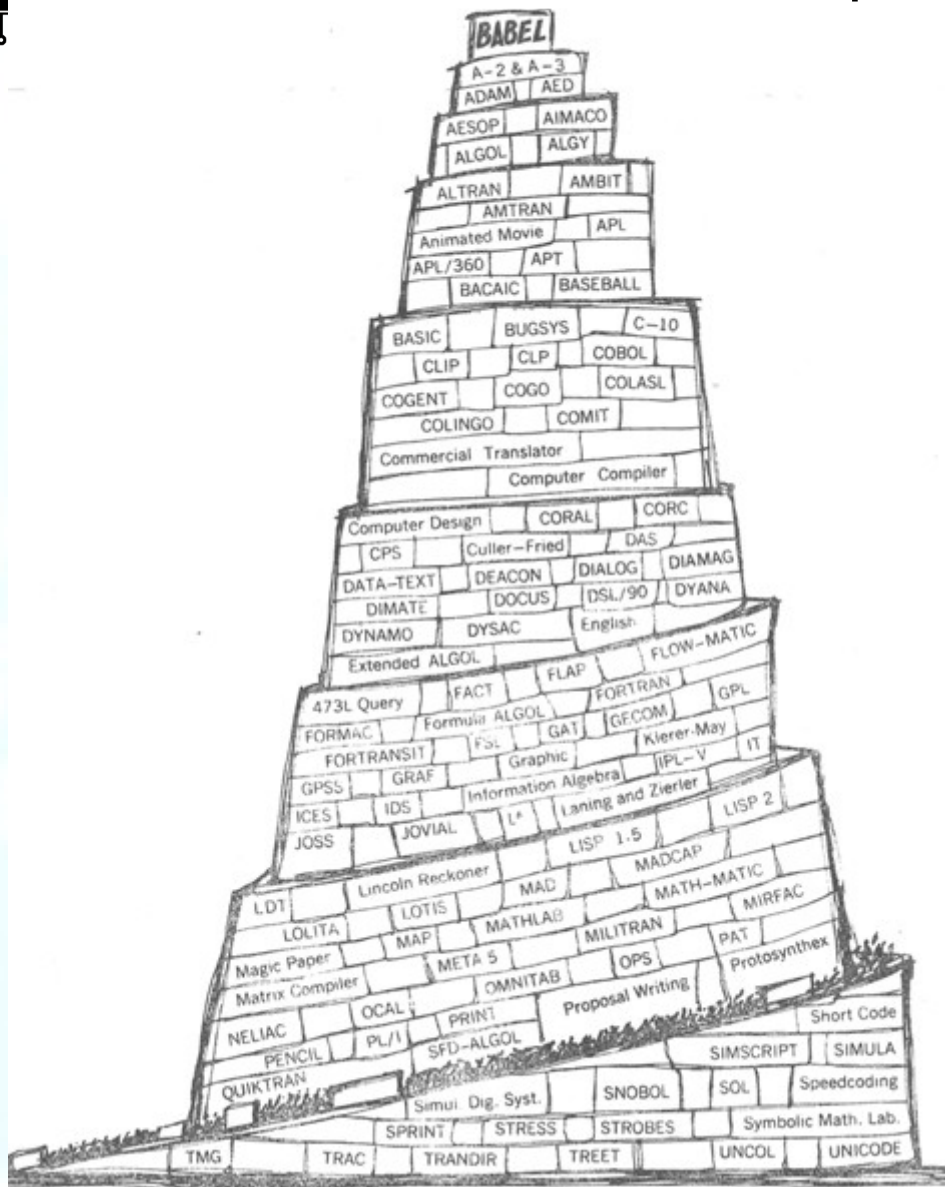 BABEL
A-2 & A-3
ADAM AED
AESOP AIMACO
ALGOL ALGY
ALTRAN AMBIT
AMTRAN
Animated Movie APL
APL/360 APT
BACAIC BASEBALL
BASIC BUGSYS C-10
CLIP CLP COBOL
COGENT COGO COLASL
COLINGO COMIT
Commercial Translator
Computer Compiler
Computer Design CORAL CORC
CPS Culler-Fried DAS
DATA-TEXT DEACON DIALOG DIAMAG
DIMATE DOCUS DSL/90 DYANA
DYNAMO DYSAC English
Extended ALGOL
473L Query FACT FLAP FLOW-MATIC
FORMAC Formula ALGOL FORTRAN
FORTRANSIT FSL GAT GECOM GPL
GPSS GRAF Graphic Klerer-May
ICES IDS Information Algebra IPL-V IT
JOSS JOVIAL Laning and Zierler
LDT Lincoln Reckoner LISP 1.5 LISP 2
LOLITA LOTIS MAD MADCAP
Magic Paper MAP MATHLAB MATH-MATIC
Matrix Compiler META 5 MILITRAN MIRFAC
NELIAC OCAL OMNITAB OPS PAT
PENCIL PL/I PRINT Proposal Writing Protosynthex
QUIKTRAN SFD-ALGOL
Short Code
SIMSCRIPT SIMULA
Simul. Dig. Syst. SNOBOL SOL Speedcoding
SPRINT STRESS STROBES Symbolic Math. Lab.
TMG TRAC TRANDIR TREET UNCOL UNICODE